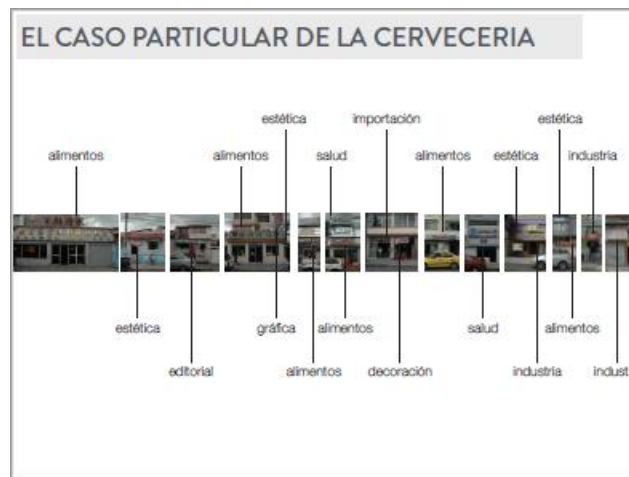 EL CASO PARTICULAR DE LA CERVECERIA
estética importación estética
alimentos alimentos salud alimentos estética industria
estética gráfica alimentos salud alimentos
editorial alimentos decoración industria indust